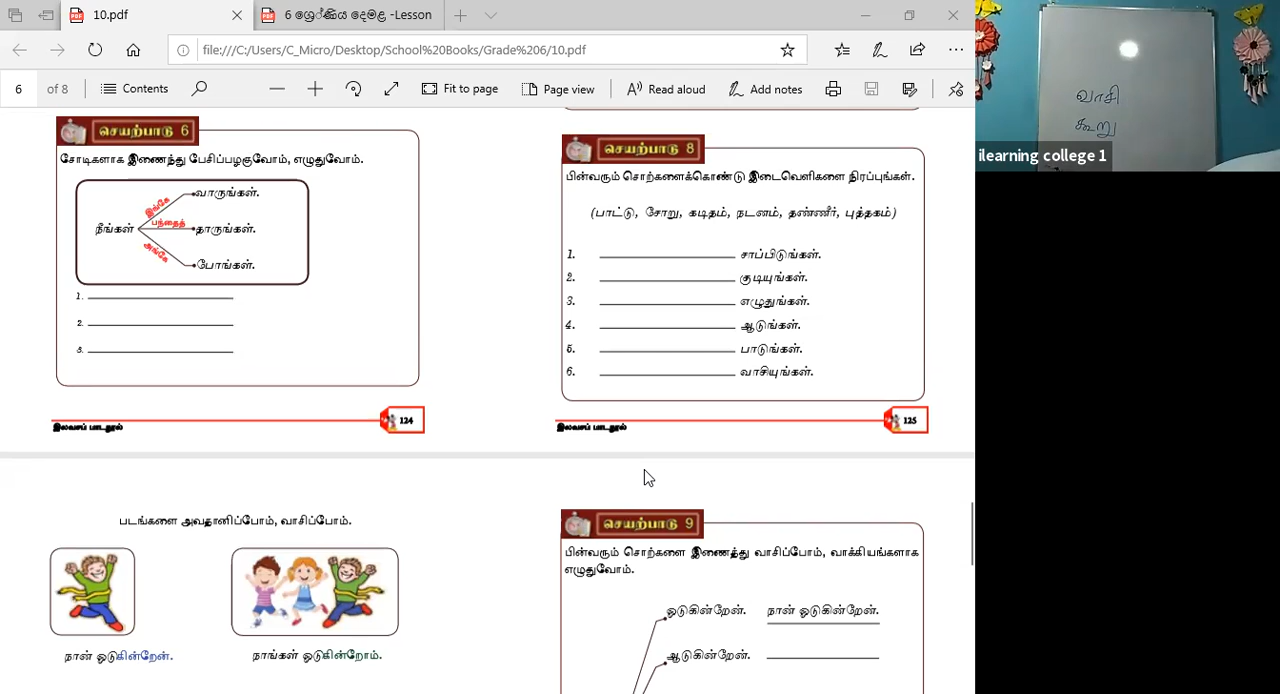 10.pdf
6 ශ්‍රේණිය දෙමළ -Lesson
file:///C:/Users/C_Micro/Desktop/School%20Books/Grade%206/10.pdf
6 of 8 Contents Fit to page Page view Read aloud Add notes
வாசி
கூறு
ilearning college 1
செயற்பாடு 6
சோடிகளாக இணைந்து பேசிப்பழகுவோம், எழுதுவோம்.
நீங்கள்
இங்கே வாருங்கள்.
பந்தைத் தாருங்கள்.
அங்கே போங்கள்.
1.
2.
3.
இலவசப் பாடநூல் 124
செயற்பாடு 8
பின்வரும் சொற்களைக்கொண்டு இடைவெளிகளை நிரப்புங்கள்.
(பாட்டு, சோறு, கடிதம், நடனம், தண்ணீர், புத்தகம்)
1. சாப்பிடுங்கள்.
2. குடியுங்கள்.
3. எழுதுங்கள்.
4. ஆடுங்கள்.
5. பாடுங்கள்.
6. வாசியுங்கள்.
இலவசப் பாடநூல் 125
படங்களை அவதானிப்போம், வாசிப்போம்.
நான் ஓடுகின்றேன்.
நாங்கள் ஓடுகின்றோம்.
செயற்பாடு 9
பின்வரும் சொற்களை இணைத்து வாசிப்போம், வாக்கியங்களாக
எழுதுவோம்.
ஓடுகின்றேன். நான் ஓடுகின்றேன்.
ஆடுகின்றேன்.